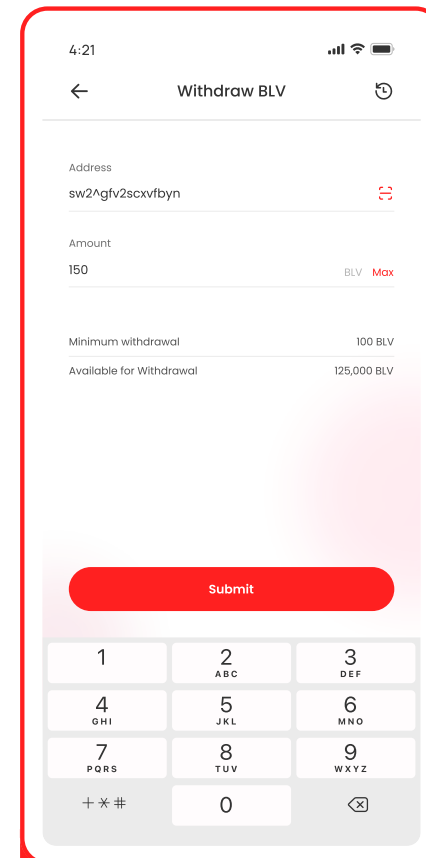 4:21
Withdraw BLV
Address
sw2^gfv2scxvfbyn
Amount
150 BLV Max
Minimum withdrawal 100 BLV
Available for Withdrawal 125,000 BLV
Submit
1 2 3
ABC DEF
4 5 6
GHI JKL MNO
7 8 9
PQRS TUV WXYZ
+*# 0